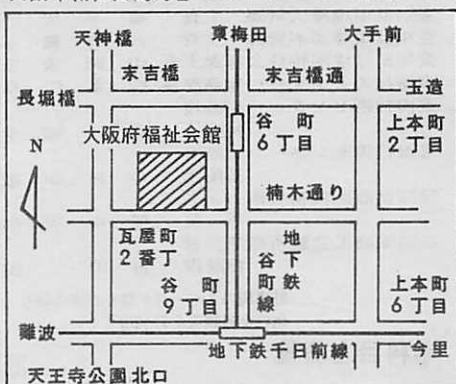 天神橋
東梅田
大手前
末吉橋
末吉橋通
長堀橋
玉造
谷町
6丁目
上本町
2丁目
N
大阪府福祉会館
楠木通り
瓦屋町
2番丁
地下鉄
谷町線
谷町
9丁目
上本町
6丁目
難波
今里
地下鉄千日前線
天王寺公園北口